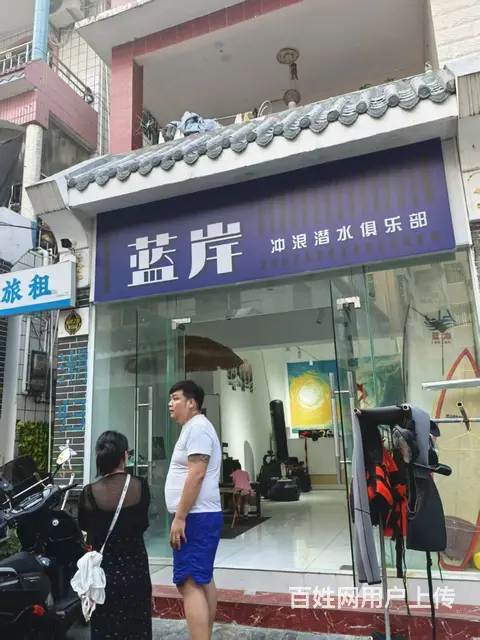 蓝岸 冲浪潜水俱乐部
旅租
百姓网用户上传